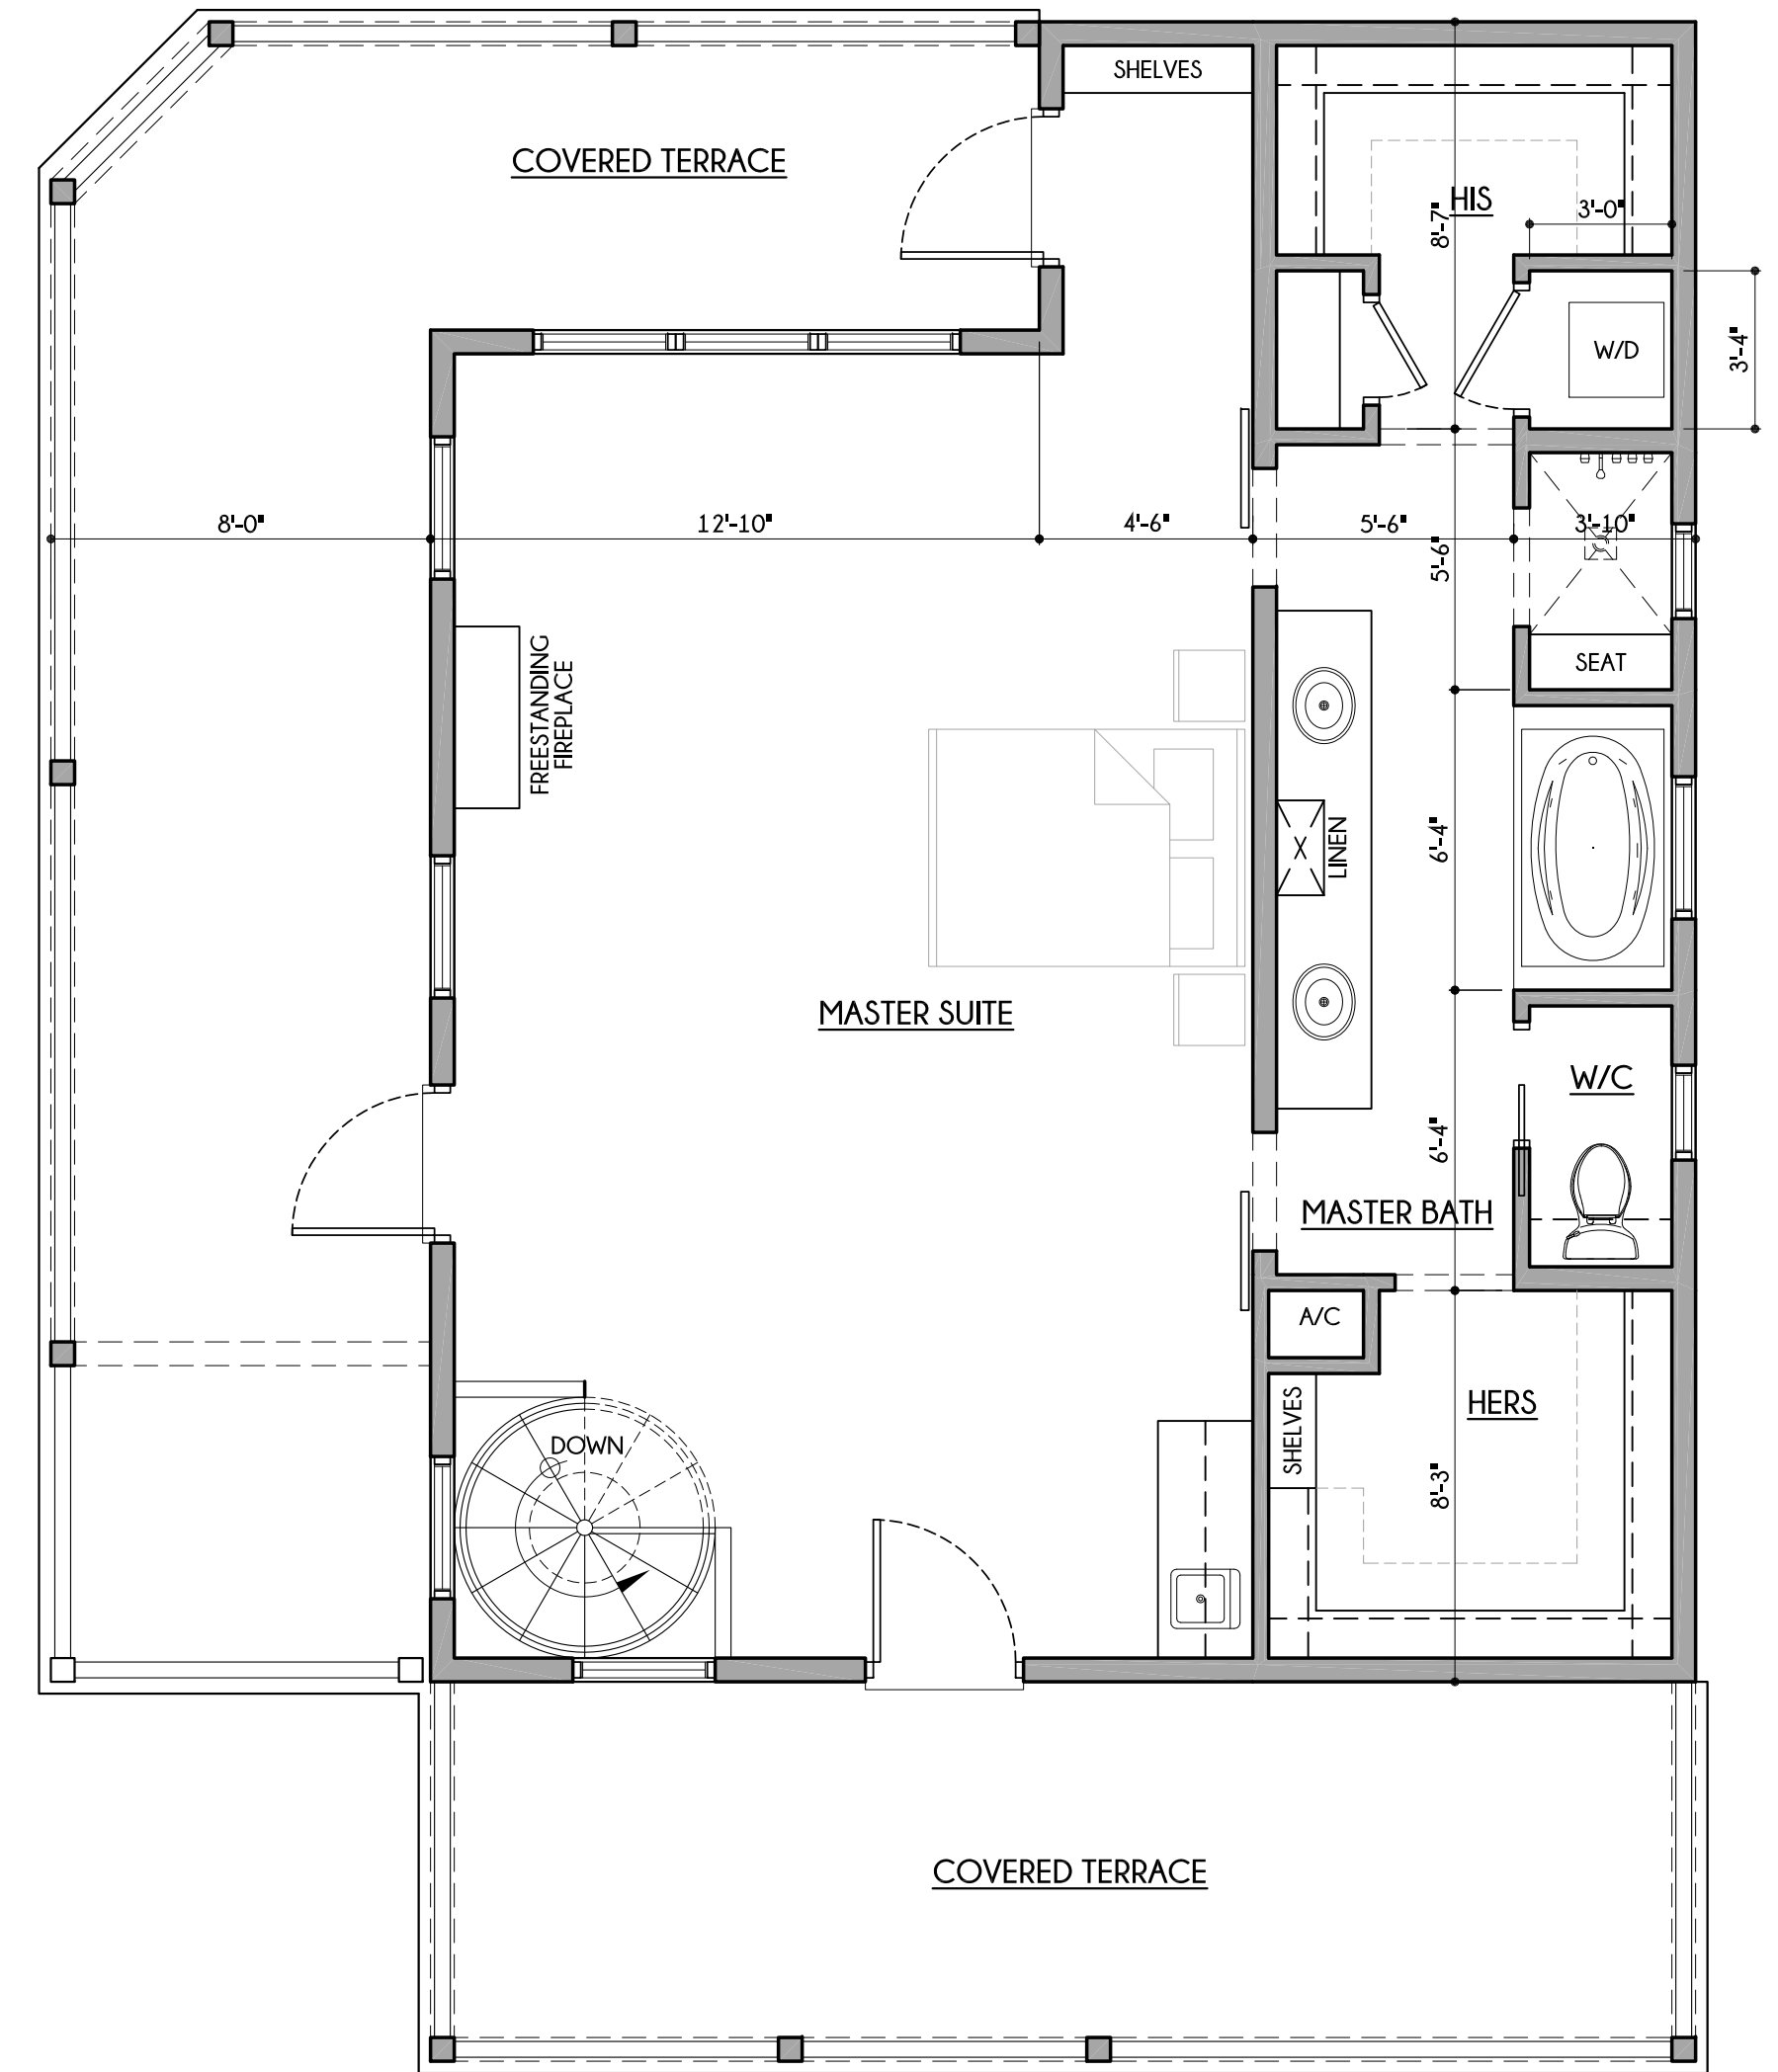 SHELVES
COVERED TERRACE
HIS
8'-7"
3'-0"
W/D
3'-4"
8'-0"
12'-10"
4'-6"
5'-6"
3'-10"
5'-6"
SEAT
FREESTANDING
FIREPLACE
LINEN
6'-4"
MASTER SUITE
W/C
6'-4"
MASTER BATH
A/C
SHELVES
HERS
DOWN
8'-3"
COVERED TERRACE